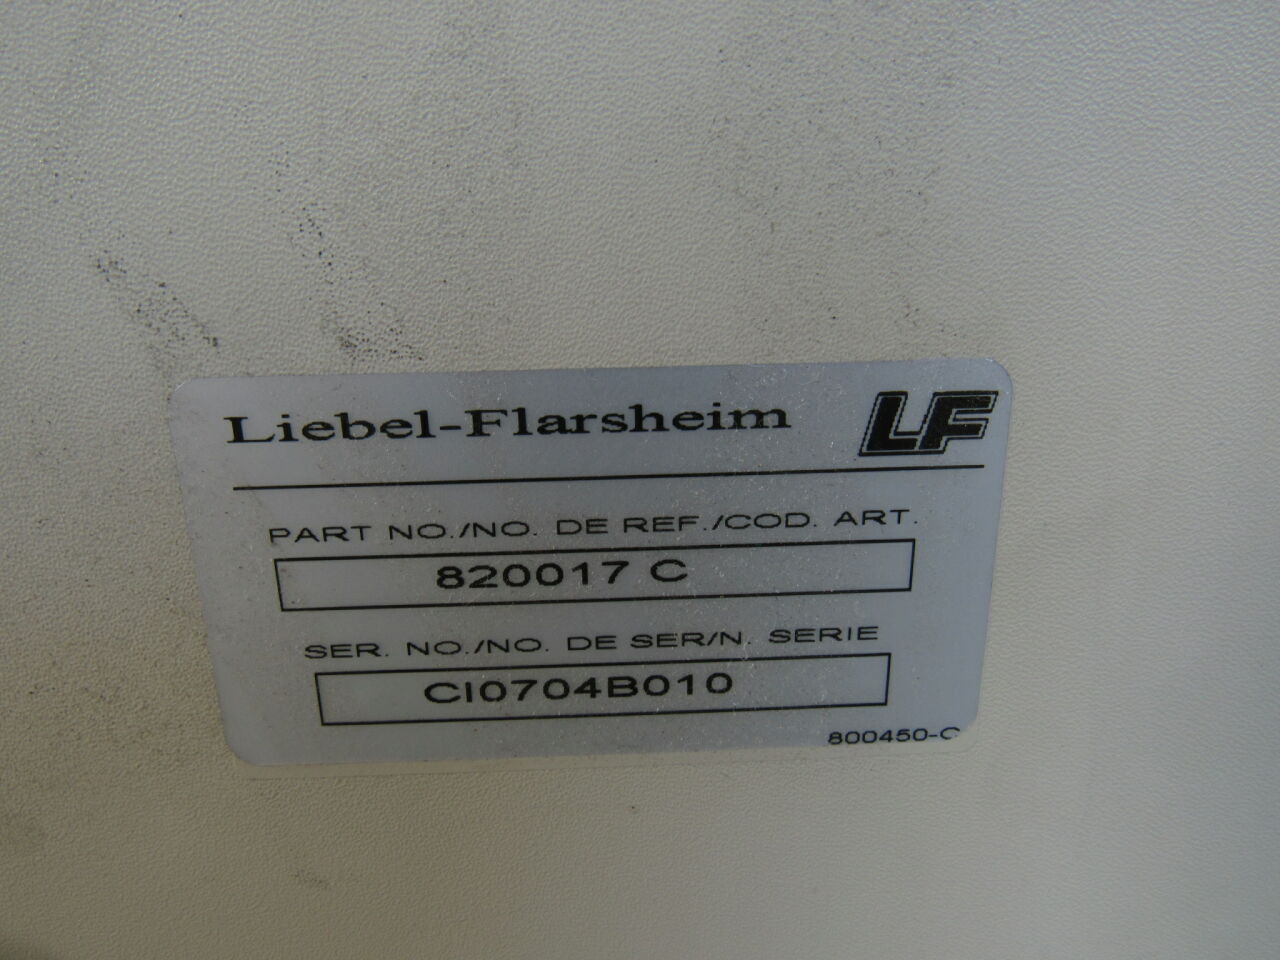 Liebel-Flarsheim LF
PART NO./NO. DE REF./COD. ART.
820017 C
SER. NO./NO. DE SER/N. SERIE
CI0704B010
800450-C